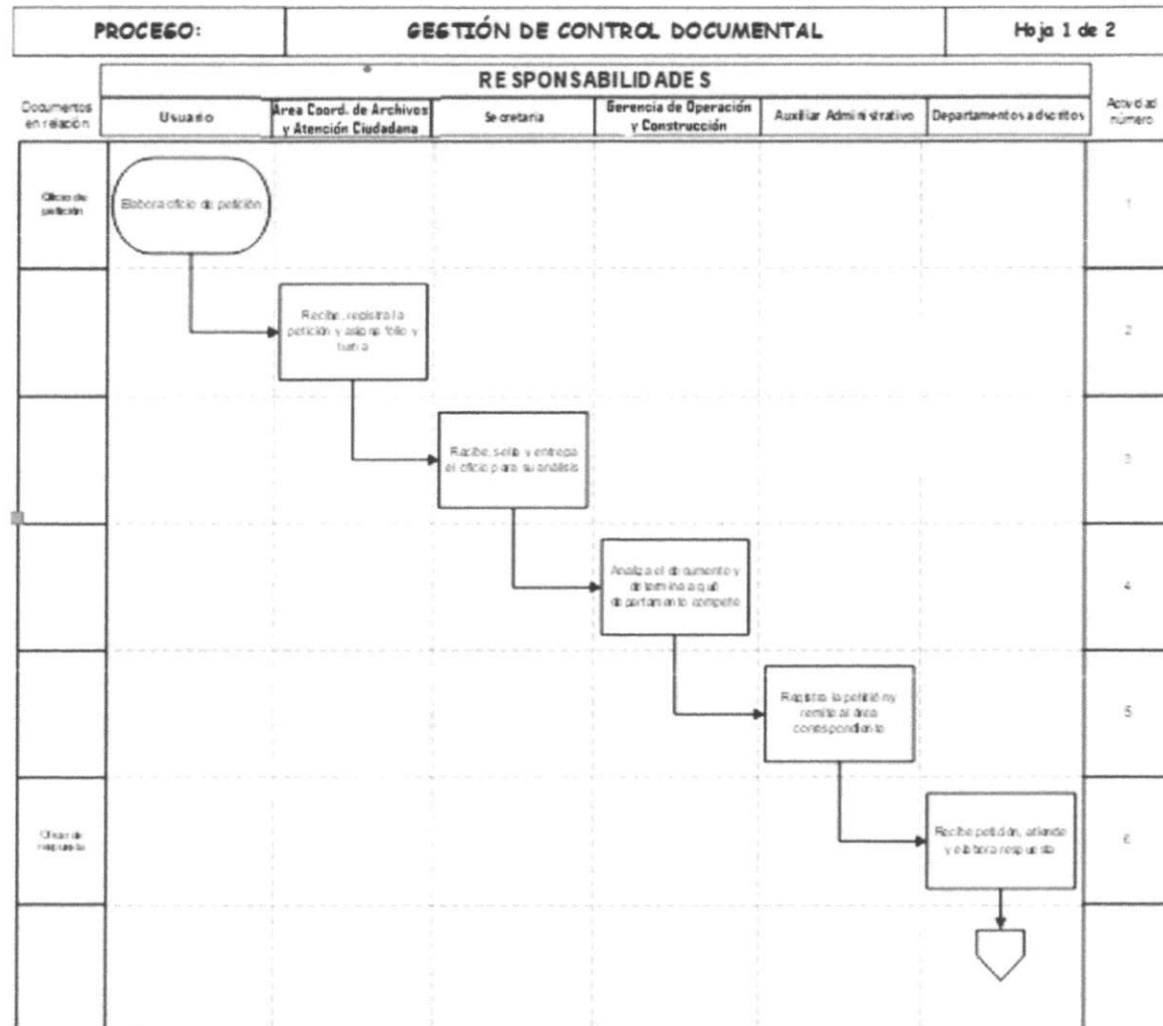 PROCESO:
GESTIÓN DE CONTROL DOCUMENTAL
Hoja 1 de 2
RESPONSABILIDADES
Documentos
en relación
Usuario
Área Coord. de Archivos
y Atención Ciudadana
Secretaria
Gerencia de Operación
y Construcción
Auxiliar Administrativo
Departamentos adscritos
Actividad
número
Oficio de
petición
Elabora oficio de petición
1
Recibe, registra la
petición y asigna folio y
turna
2
Recibe, sella y entrega
el oficio para su análisis
3
Analiza el documento y
determina a qué
departamento compete
4
Registra la petición y
remite al área
correspondiente
5
Oficio de
respuesta
Recibe petición, atiende
y elabora respuesta
6